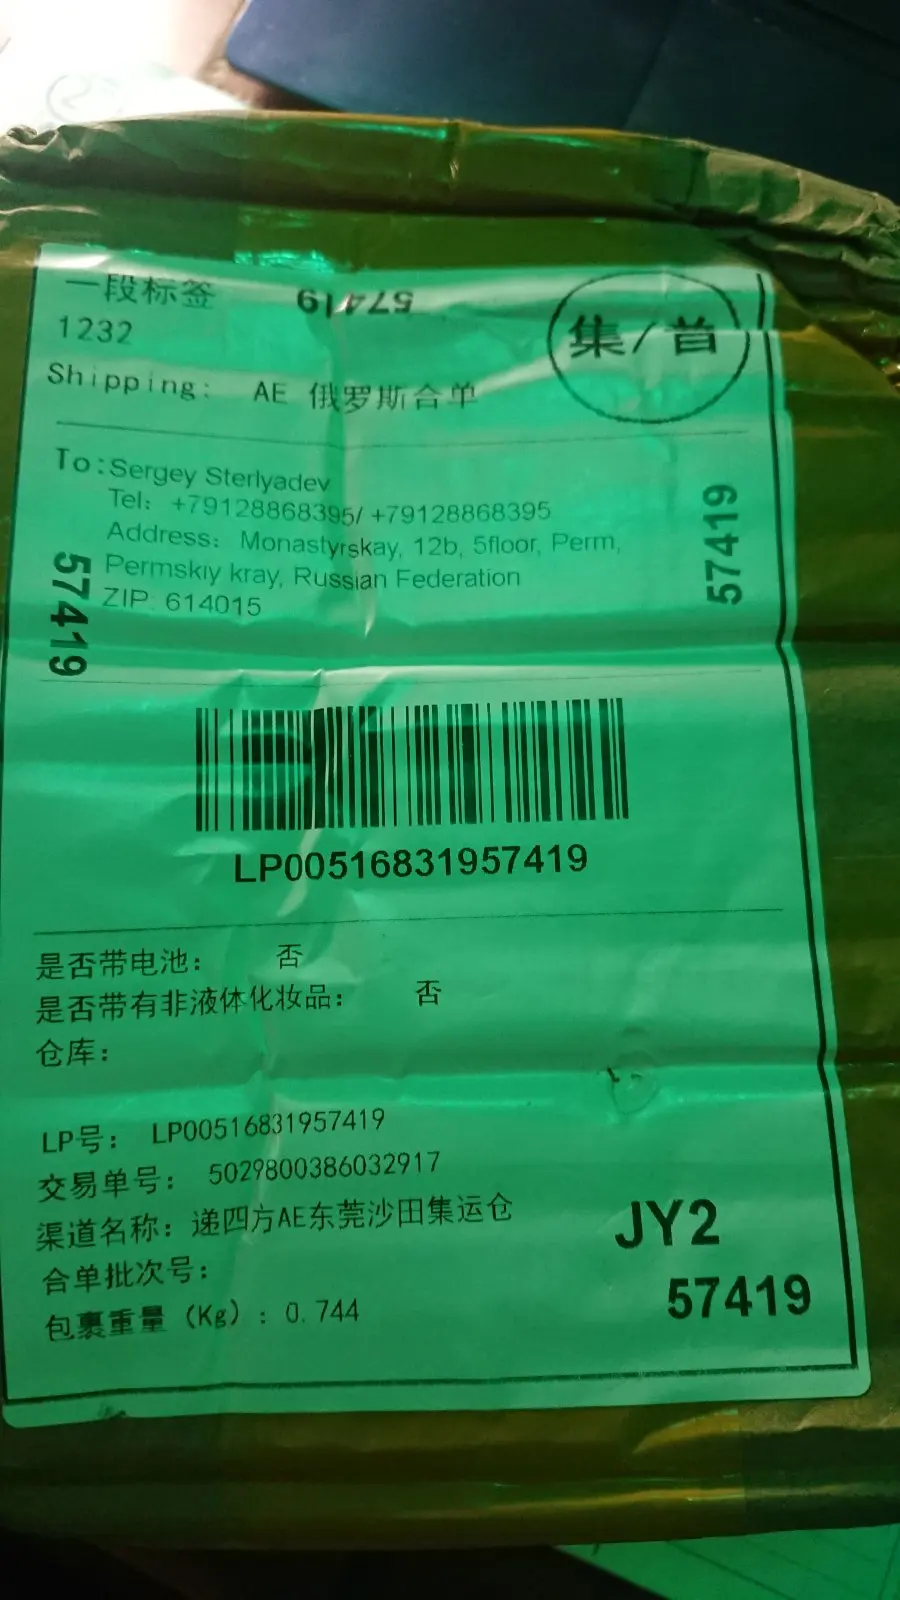 一段标签
57419
集/首
1232
Shipping: AE 俄罗斯合单
To:Sergey Sterlyadev
Tel: +79128868395/ +79128868395
Address: Monastyrskay, 12b, 5floor, Perm,
Permskiy kray, Russian Federation
ZIP: 614015
57419
57419
LP00516831957419
是否带电池: 否
是否带有非液体化妆品: 否
仓库:
LP号: LP00516831957419
交易单号: 5029800386032917
渠道名称: 递四方AE东莞沙田集运仓
合单批次号:
包裹重量 (Kg) : 0.744
JY2
57419